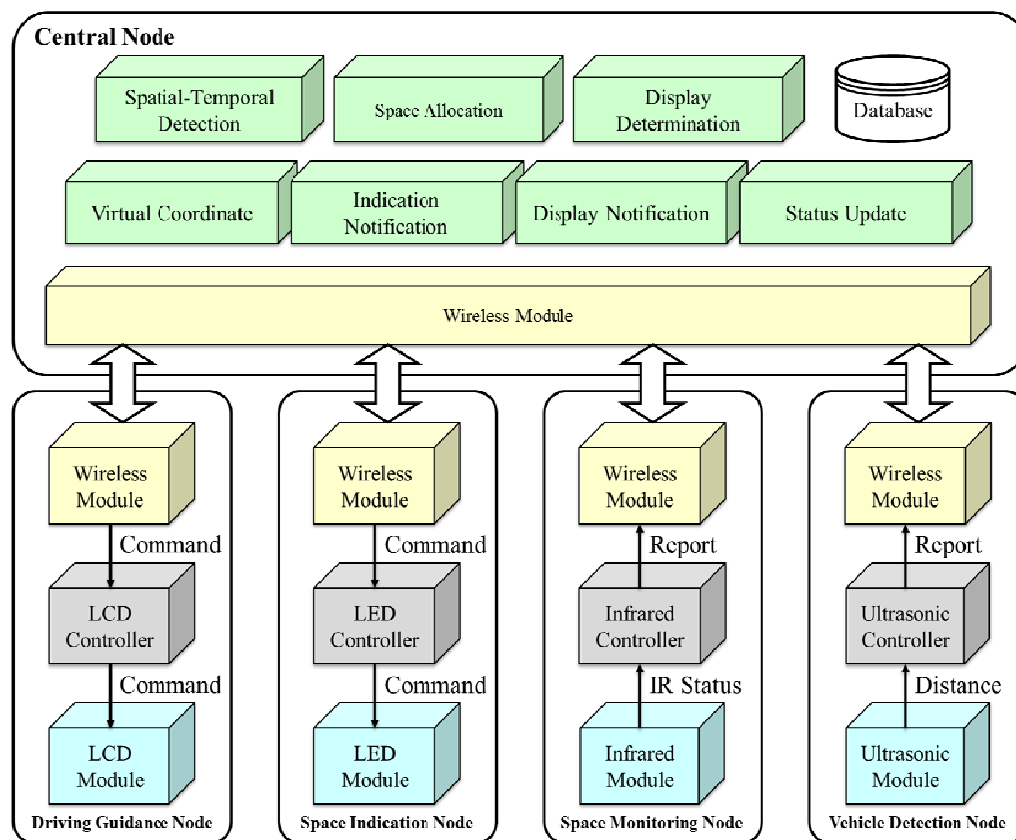 Central Node
Spatial-Temporal
Detection
Space Allocation
Display
Determination
Database
Virtual Coordinate
Indication
Notification
Display Notification
Status Update
Wireless Module
Wireless
Module
Command
LCD
Controller
Command
LCD
Module
Driving Guidance Node
Wireless
Module
Command
LED
Controller
Command
LED
Module
Space Indication Node
Wireless
Module
Report
Infrared
Controller
IR Status
Infrared
Module
Space Monitoring Node
Wireless
Module
Report
Ultrasonic
Controller
Distance
Ultrasonic
Module
Vehicle Detection Node